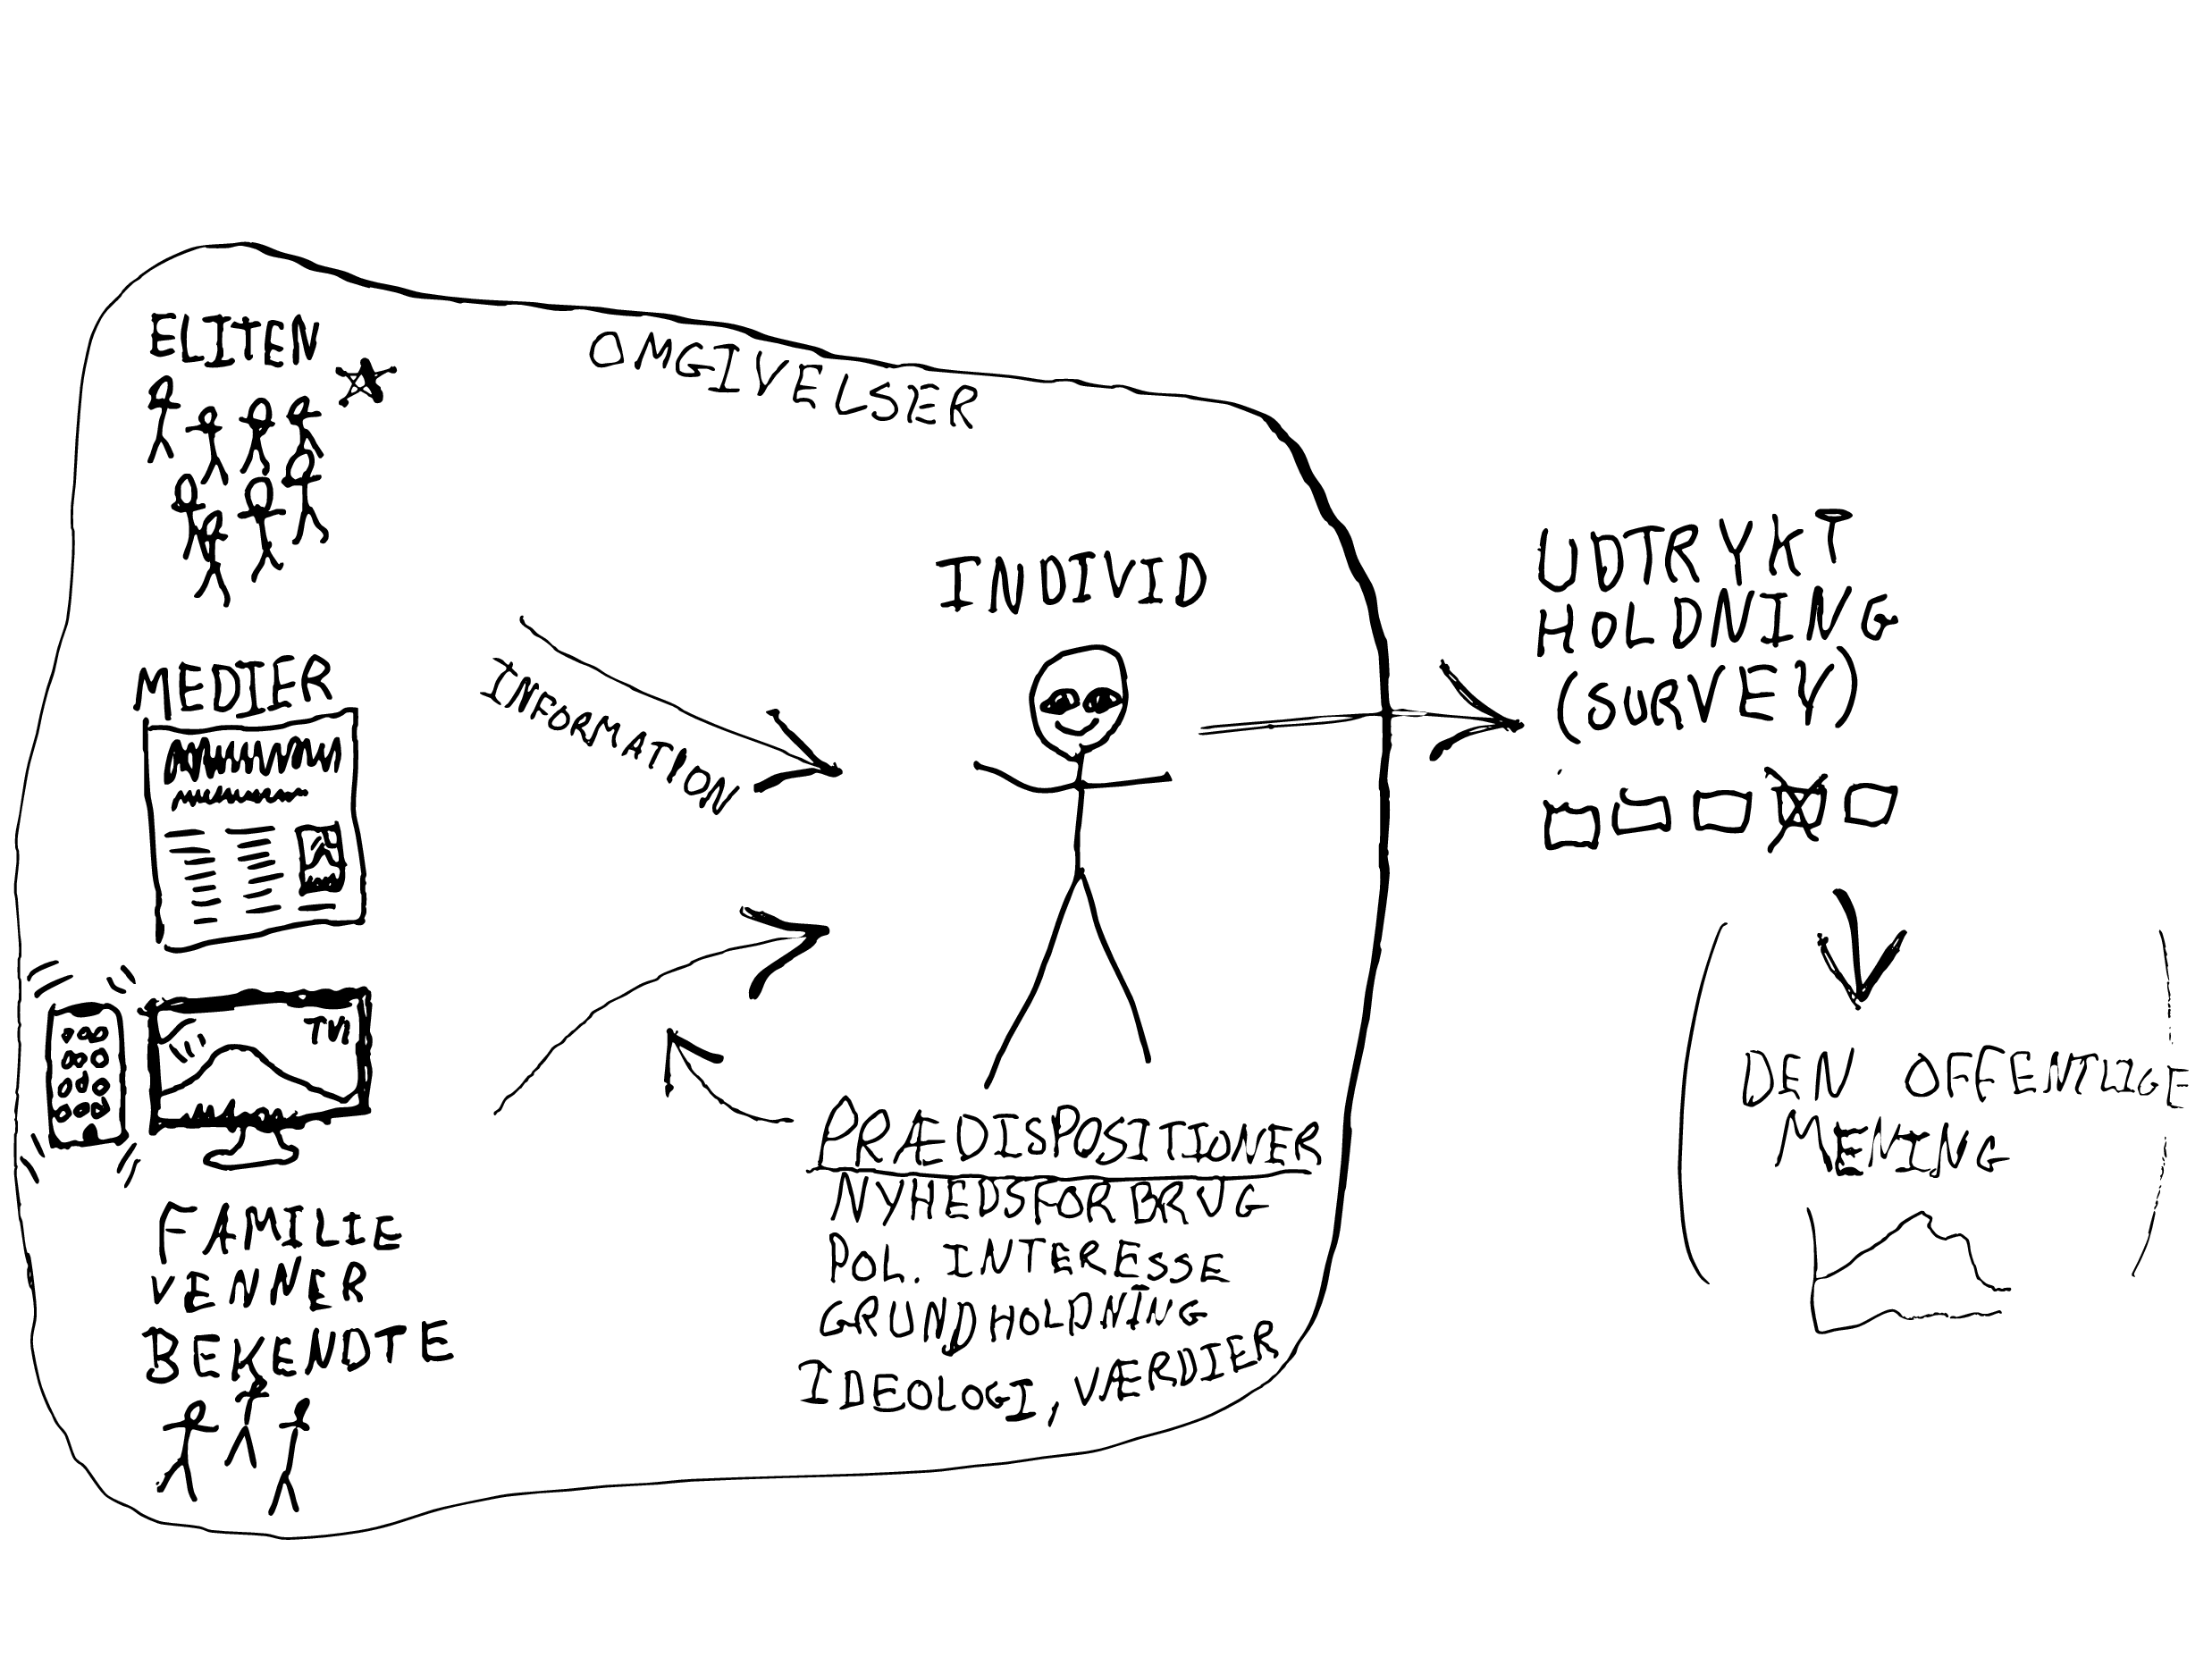 ELITEN
OMGIVELSER
MEDIER
INFORMATION
INDIVID
UDTRYKT
HOLDNING
(SURVEY)
FAMILIE
VENNER
BEKENDTE
PRÆDISPOSITIONER
NYHEDSFORBRUG
POL. INTERESSE
GRUNDHOLDNING
IDEOLOGI, VÆRDIER
DEN OFFENTLIGE
MENING